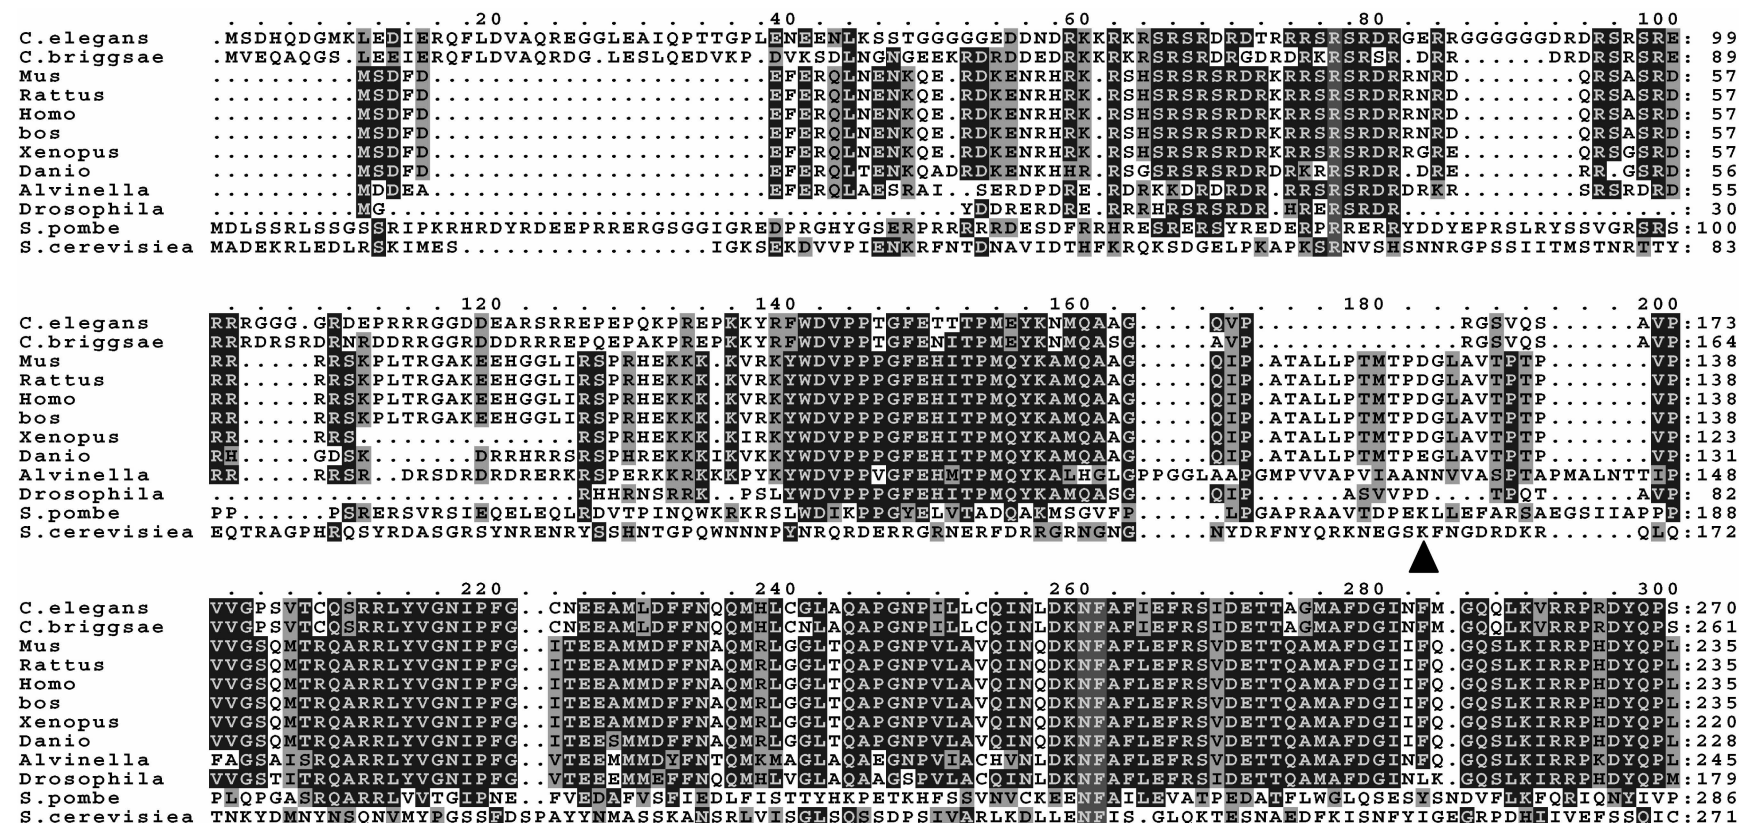 . . . . 20 . . . . 40 . . . . 60 . . . . 80 . . . . 100
C.elegans .MSDHQDGMKLEDIERQFLDVAQREGGLEAIQPTTGPLENEENLKSSTGGGGGGEDDNDRKKRKRSRSRDRDTRRRSRSRDRGERRGGGGGGDRDRSRSRE: 99
C.briggsae .MVEQAQGS.LEEIERQFLDVAQRDG.LESLQEDVKP.DVKSDLNGNGEEKRDRDDEDRKKRKRSRSRDRGDRDRKRSRSR.DRR....DRDRSRSRE: 89
Mus ..........MSDFD.......................EFERQLNENKQE.RDKENRHRK.RSHSRSRSRDRKRRSRSRDRRNRD........QRSASRD: 57
Rattus ..........MSDFD.......................EFERQLNENKQE.RDKENRHRK.RSHSRSRSRDRKRRSRSRDRRNRD........QRSASRD: 57
Homo ..........MSDFD.......................EFERQLNENKQE.RDKENRHRK.RSHSRSRSRDRKRRSRSRDRRNRD........QRSASRD: 57
bos ..........MSDFD.......................EFERQLNENKQE.RDKENRHRK.RSHSRSRSRDRKRRSRSRDRRNRD........QRSASRD: 57
Xenopus ..........MSDFD.......................EFERQLNENKQE.RDKENRHRK.RSHSRSRSRDRKRRSRSRDRRGRE........QRSGSRD: 57
Danio ..........MSDFD.......................EFERQLTENKQADRDKENKHHR.RSGSRSRSRDRDRKRRSRDR.DRE........RR.GSRD: 56
Alvinella ..........MDDEA.......................EFERQLAESRAI..SERDPDRE.RDRKKDRDRDRDR.RRSRSRDRDRKR........SRSRDRD: 55
Drosophila ..........MG.......................................YDDRERDRE.RRRHRSRSRDR.HRERSRDR...................: 30
S.pombe MDLSSRLSSGSSRIPKRHRDYRDEEPRRERGSGGIGREDPRGHYGSERPRRRRRDESDFRRHRESRERSYREDERPRRERRYDDYEPRSLRYSSVGRSRS:100
S.cerevisiea MADEKRLEDLRSKIMES.................IGKSEKDVVPIENKRFNTDNAVIDTHFKRQKSDGELPKAPKSRNVSHSNNRGPSSIITMSTNRTTY: 83
. . . . 120 . . . . 140 . . . . 160 . . . . 180 . . . . 200
C.elegans RRRGGG.GRDEPRRRGGDDEARSRREPEPQKPREPKKYRFWDVPPTGFETTTPMEYKNMQAAG.....QVP..............RGSVQS......AVP:173
C.briggsae RRRDRSRDRNRDDRRGGRDDDRRREPQEPAKPREPKKYRFWDVPPTGFENITPMEYKNMQASG.....AVP..............RGSVQS......AVP:164
Mus RR.....RRSKPLTRGAKEEHGGLIRSPRHEKKK.KVRKYWDVPPPGFEHITPMQYKAMQAAG.....QIP.ATALLPTMTPDGLAVTPTP.......VP:138
Rattus RR.....RRSKPLTRGAKEEHGGLIRSPRHEKKK.KVRKYWDVPPPGFEHITPMQYKAMQAAG.....QIP.ATALLPTMTPDGLAVTPTP.......VP:138
Homo RR.....RRSKPLTRGAKEEHGGLIRSPRHEKKK.KVRKYWDVPPPGFEHITPMQYKAMQAAG.....QIP.ATALLPTMTPDGLAVTPTP.......VP:138
bos RR.....RRSKPLTRGAKEEHGGLIRSPRHEKKK.KVRKYWDVPPPGFEHITPMQYKAMQAAG.....QIP.ATALLPTMTPDGLAVTPTP.......VP:138
Xenopus RR.....RRS...............RSPRHEKKK.KIRKYWDVPPPGFEHITPMQYKAMQAAG.....QIP.ATALLPTMTPDGLAVTPTP.......VP:123
Danio RH.....GDSK.......DRRHRRSRSPRHEKKKIKVKKYWDVPPPGFEHITPMQYKAMQAAG.....QIP.ATALLPTMTPEGLAVTPTP.......VP:131
Alvinella RR.....RRSR..DRSDRDRDRERKRSPERKRKRKKPYKYWDVPPVGFEHMTPMQYKALHGLGPPGGLAAPGMPVVAPVIAANNVVASPTAPMALNTTIP:148
Drosophila .........................RHHRNSRRK..PSLYWDVPPPGFEHITPMQYKAMQASG.....QIP......ASVVPD....TPQT......AVP: 82
S.pombe PP......PSRERSVRSIEQELEQLRDVTPINQWKRKRSLWDIKPPGYELVTADQAKMSGVFP......LPGAPRAAVTDPEKLLEFARSAEGSIIAPPP:188
S.cerevisiea EQTRAGPHRQSYRDASGRSYNRENRYSSHNTGPQWNNNPYNRQRDERRGRNERFDRRGRNGNG.....NYDRFNYQRKNEGSKFNGDRDKR......QLQ:172
. . . . 220 . . . . 240 . . . . 260 . . . . 280 . . . . 300
C.elegans VVGPSVTCQSRRLYVGNIPFG..CNEEAMLDFFNQQMHLCGLAQAPGNPILLCQINLDKNFAFIEFRSIDETTAGMAFDGINFM.GQQLKVRRPRDYQPS:270
C.briggsae VVGPSVTCQSRRLYVGNIPFG..CNEEAMLDFFNQQMHLCNLAQAPGNPILLCQINLDKNFAFIEFRSIDETTAGMAFDGINFM.GQQLKVRRPRDYQPS:261
Mus VVGSQMTRQARRLYVGNIPFG..ITEEAMMDFFNAQMRLGGLTQAPGNPVLAVQINQDKNFAFLEFRSVDETTQAMAFDGIIFQ.GQSLKIRRPHDYQPL:235
Rattus VVGSQMTRQARRLYVGNIPFG..ITEEAMMDFFNAQMRLGGLTQAPGNPVLAVQINQDKNFAFLEFRSVDETTQAMAFDGIIFQ.GQSLKIRRPHDYQPL:235
Homo VVGSQMTRQARRLYVGNIPFG..ITEEAMMDFFNAQMRLGGLTQAPGNPVLAVQINQDKNFAFLEFRSVDETTQAMAFDGIIFQ.GQSLKIRRPHDYQPL:235
bos VVGSQMTRQARRLYVGNIPFG..ITEEAMMDFFNAQMRLGGLTQAPGNPVLAVQINQDKNFAFLEFRSVDETTQAMAFDGIIFQ.GQSLKIRRPHDYQPL:235
Xenopus VVGSQMTRQARRLYVGNIPFG..ITEEAMMDFFNAQMRLGGLTQAPGNPVLAVQINQDKNFAFLEFRSVDETTQAMAFDGIIFQ.GQSLKIRRPHDYQPL:220
Danio VVGSQMTRQARRLYVGNIPFG..ITEESMMDFFNAQMRLGGLTQAPGNPVLAVQINQDKNFAFLEFRSVDETTQAMAFDGIIFQ.GQSLKIRRPHDYQPL:228
Alvinella FAGSAISRQARRLYVGNIPFG..VTEEMMMDYFNTQMKMAGLAQAEGNPVIACHVNLDKNFAFLEFRSVDETTQAMAFDGINFQ.GQSLKIRRPKDYQPL:245
Drosophila VVGSTITRQARRLYVGNIPFG..VTEEEMMEFFNQQMHLVGLAQAAGSPVLACQINLDKNFAFLEFRSIDETTQAMAFDGINLK.GQSLKIRRPHDYQPM:179
S.pombe PLQPGASRQARRLVVTGIPNE..FVEDAFVSFIEDLFISTTYHKPETKHFSSVNVCKEENFAILEVATPEDATFLWGLQSESYSNDVFLKFQRIQNYIVP:286
S.cerevisiea TNKYDMNYNSQNVMYPGSSFDSPAYYNMASSKANSRLVISGLSQSSDPSIVARLKDLLENFIS.GLQKTESNAEDFKISNFYIGEGRPDHIIVEFSSQIC:271